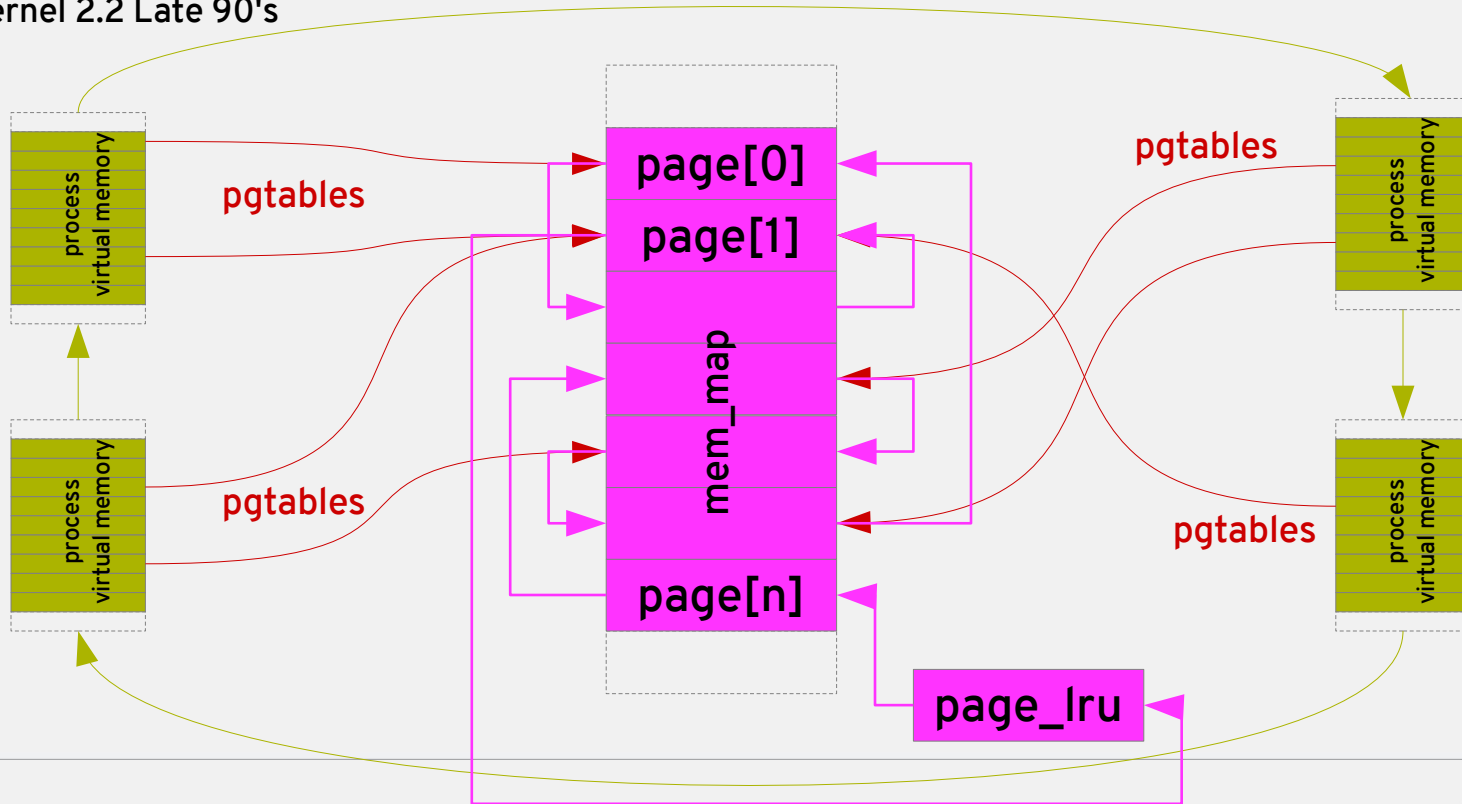 ernel 2.2 Late 90's
process
virtual memory
pgtables
page[0]
page[1]
mem_map
page[n]
pgtables
process
virtual memory
process
virtual memory
pgtables
pgtables
process
virtual memory
page_lru